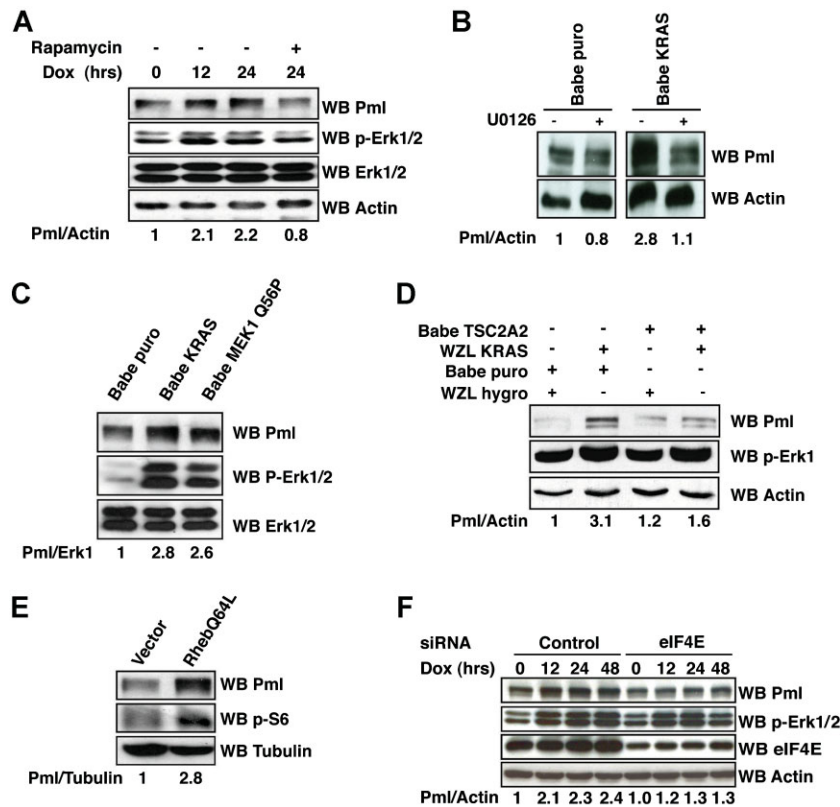 A
Rapamycin - - - +
Dox (hrs) 0 12 24 24
WB Pml
WB p-Erk1/2
WB Erk1/2
WB Actin
Pml/Actin 1 2.1 2.2 0.8
B
Babe puro Babe KRAS
U0126 - + - +
WB Pml
WB Actin
Pml/Actin 1 0.8 2.8 1.1
C
Babe puro Babe KRAS Babe MEK1 Q56P
WB Pml
WB P-Erk1/2
WB Erk1/2
Pml/Erk1 1 2.8 2.6
D
Babe TSC2A2 - - + +
WZL KRAS - + - +
Babe puro + + - -
WZL hygro + - + -
WB Pml
WB p-Erk1
WB Actin
Pml/Actin 1 3.1 1.2 1.6
E
Vector RhebQ64L
WB Pml
WB p-S6
WB Tubulin
Pml/Tubulin 1 2.8
F
siRNA Control eIF4E
Dox (hrs) 0 12 24 48 0 12 24 48
WB Pml
WB p-Erk1/2
WB eIF4E
WB Actin
Pml/Actin 1 2.1 2.3 2.4 1.0 1.2 1.3 1.3